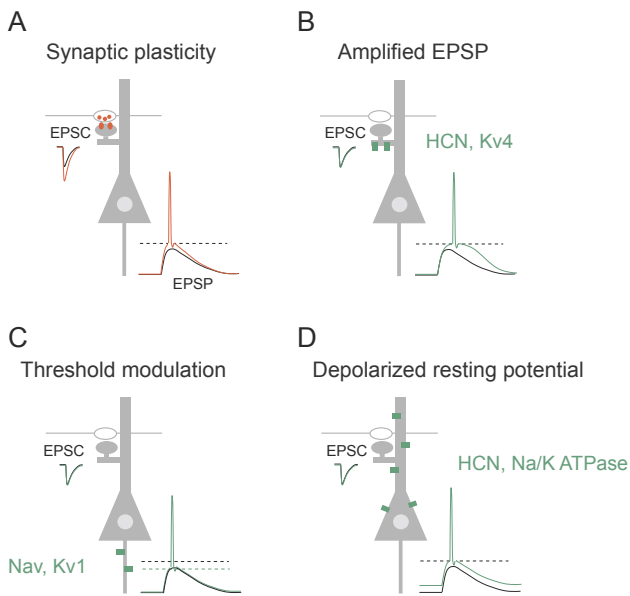 A
Synaptic plasticity
EPSC
EPSP
B
Amplified EPSP
EPSC
HCN, Kv4
C
Threshold modulation
EPSC
Nav, Kv1
D
Depolarized resting potential
EPSC
HCN, Na/K ATPase